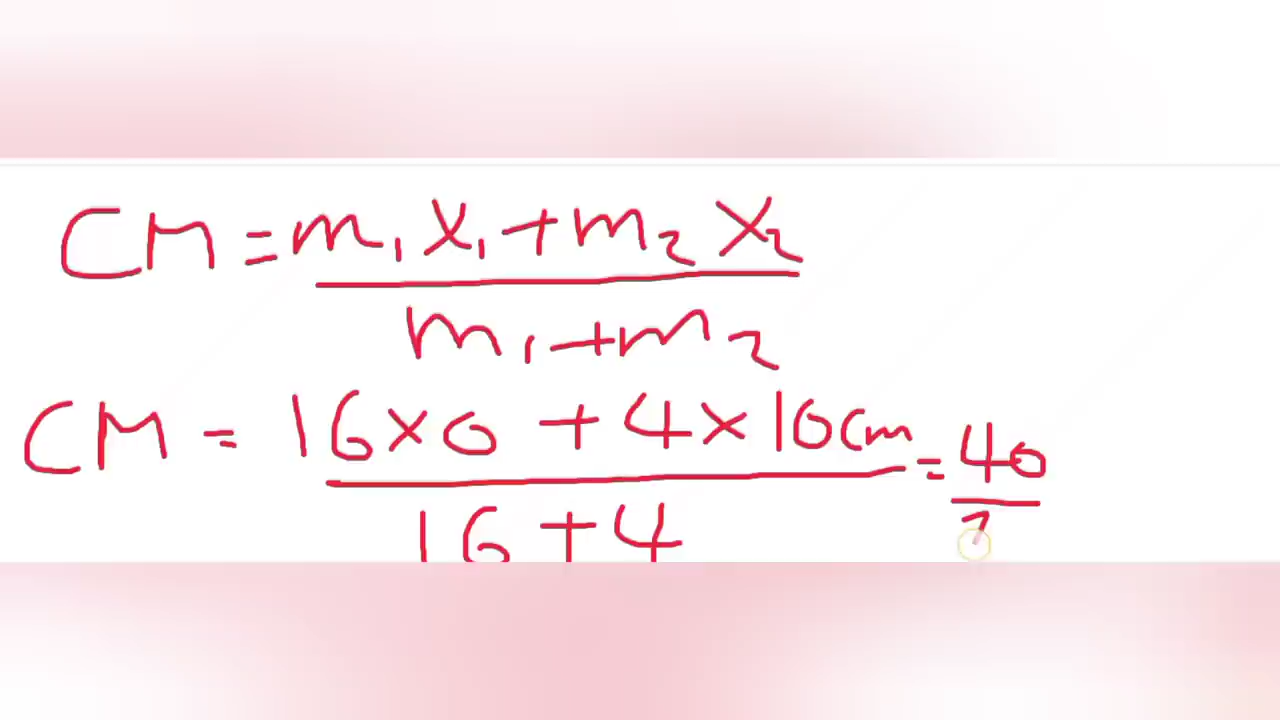 CM = m₁x₁ + m₂x₂
m₁ + m₂
CM = 16×0 + 4×10cm = 40
16 + 4